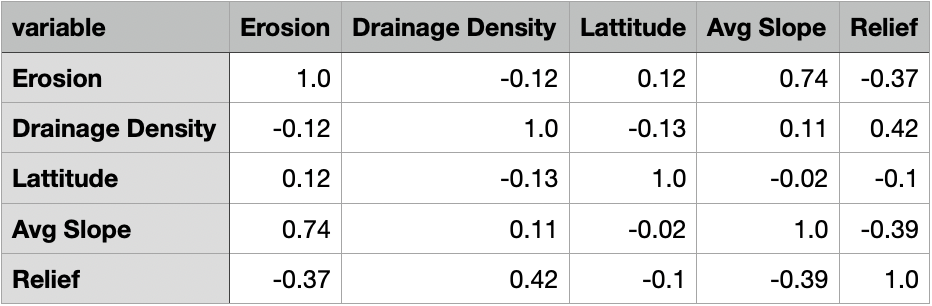 variable Erosion Drainage Density Lattitude Avg Slope Relief
Erosion 1.0 -0.12 0.12 0.74 -0.37
Drainage Density -0.12 1.0 -0.13 0.11 0.42
Lattitude 0.12 -0.13 1.0 -0.02 -0.1
Avg Slope 0.74 0.11 -0.02 1.0 -0.39
Relief -0.37 0.42 -0.1 -0.39 1.0